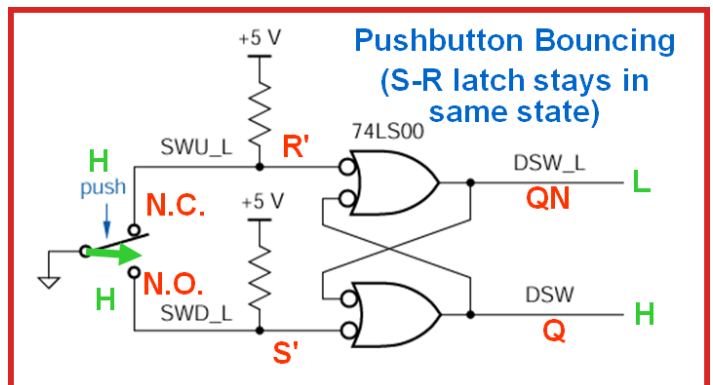 +5 V
Pushbutton Bouncing
(S-R latch stays in
same state)
74LS00
SWU_L
R'
H
push
N.C.
+5 V
DSW_L
QN
L
N.O.
H
SWD_L
S'
DSW
Q
H